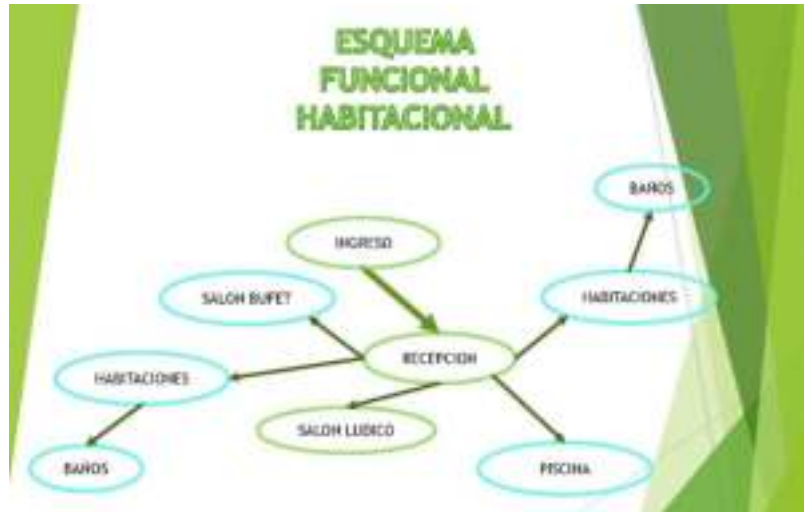 ESQUEMA
FUNCIONAL
HABITACIONAL
BAÑOS
INGRESO
SALON BUFET
HABITACIONES
RECEPCION
HABITACIONES
SALON LUDICO
BAÑOS
PISCINA